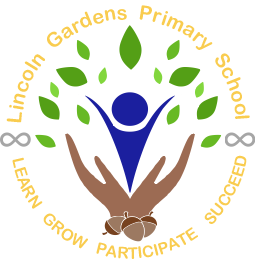 Lincoln Gardens Primary School
LEARN GROW PARTICIPATE SUCCEED